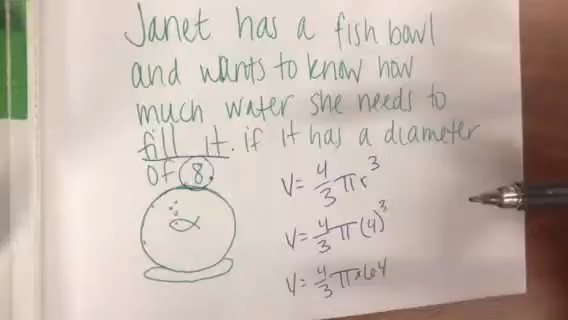 Janet has a fish bowl
and wants to know how
much water she needs to
fill it. if it has a diameter
of 8.
V = 4/3 πr³
V = 4/3 π(4)³
V = 4/3 π×64